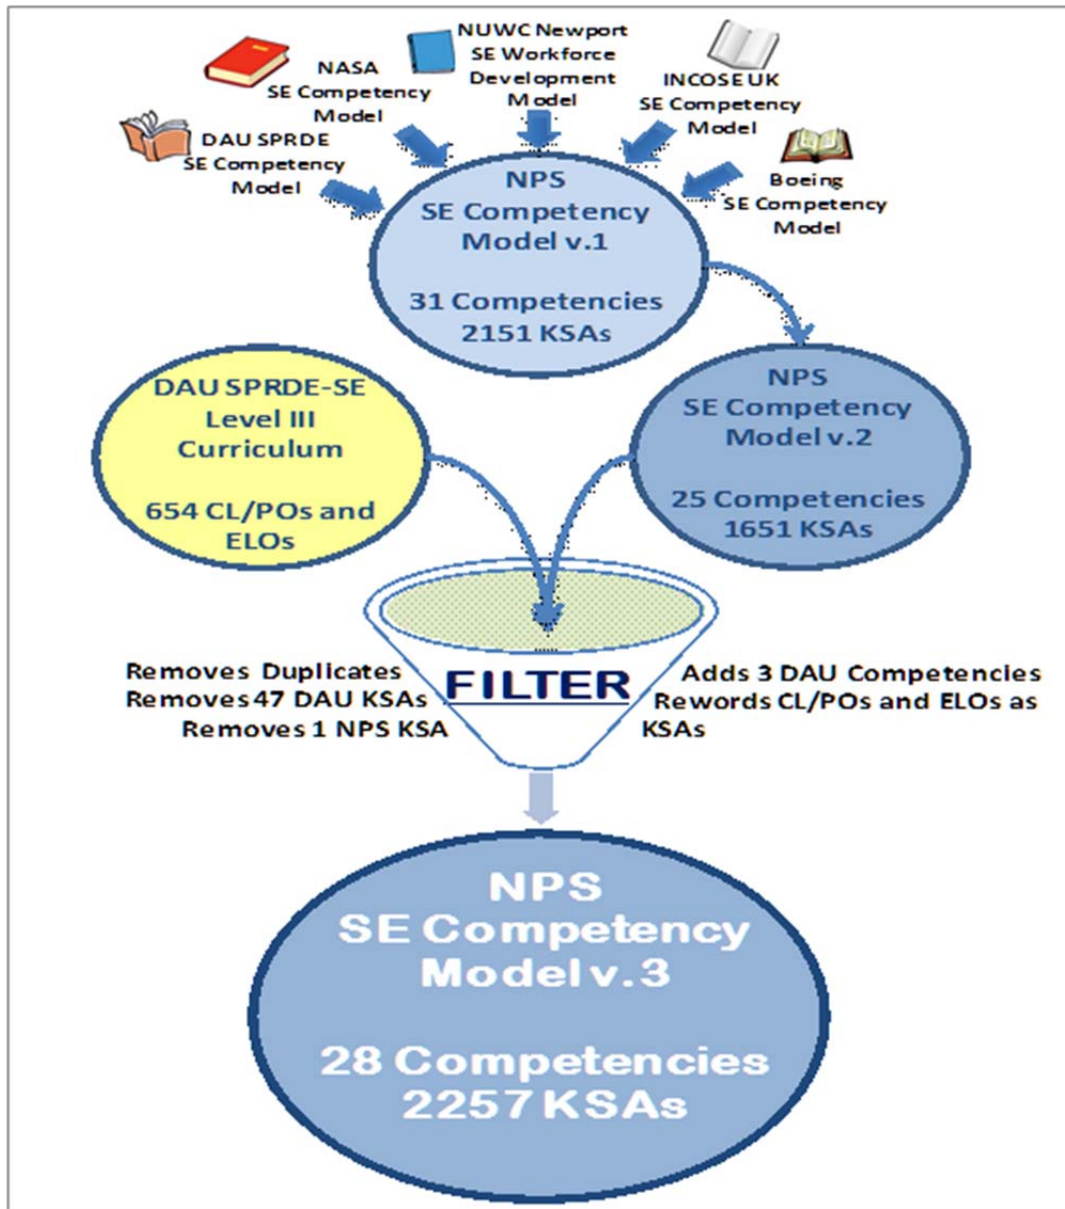 NUWC Newport
SE Workforce
Development
Model
NASA
SE Competency
Model
INCOSE UK
SE Competency
Model
DAU SPRDE
SE Competency
Model
Boeing
SE Competency
Model
NPS
SE Competency
Model v.1
31 Competencies
2151 KSAs
DAU SPRDE-SE
Level III
Curriculum
654 CL/POs and
ELOs
NPS
SE Competency
Model v.2
25 Competencies
1651 KSAs
Removes Duplicates
Removes 47 DAU KSAs
Removes 1 NPS KSA
FILTER
Adds 3 DAU Competencies
Rewords CL/POs and ELOs as
KSAs
NPS
SE Competency
Model v.3
28 Competencies
2257 KSAs